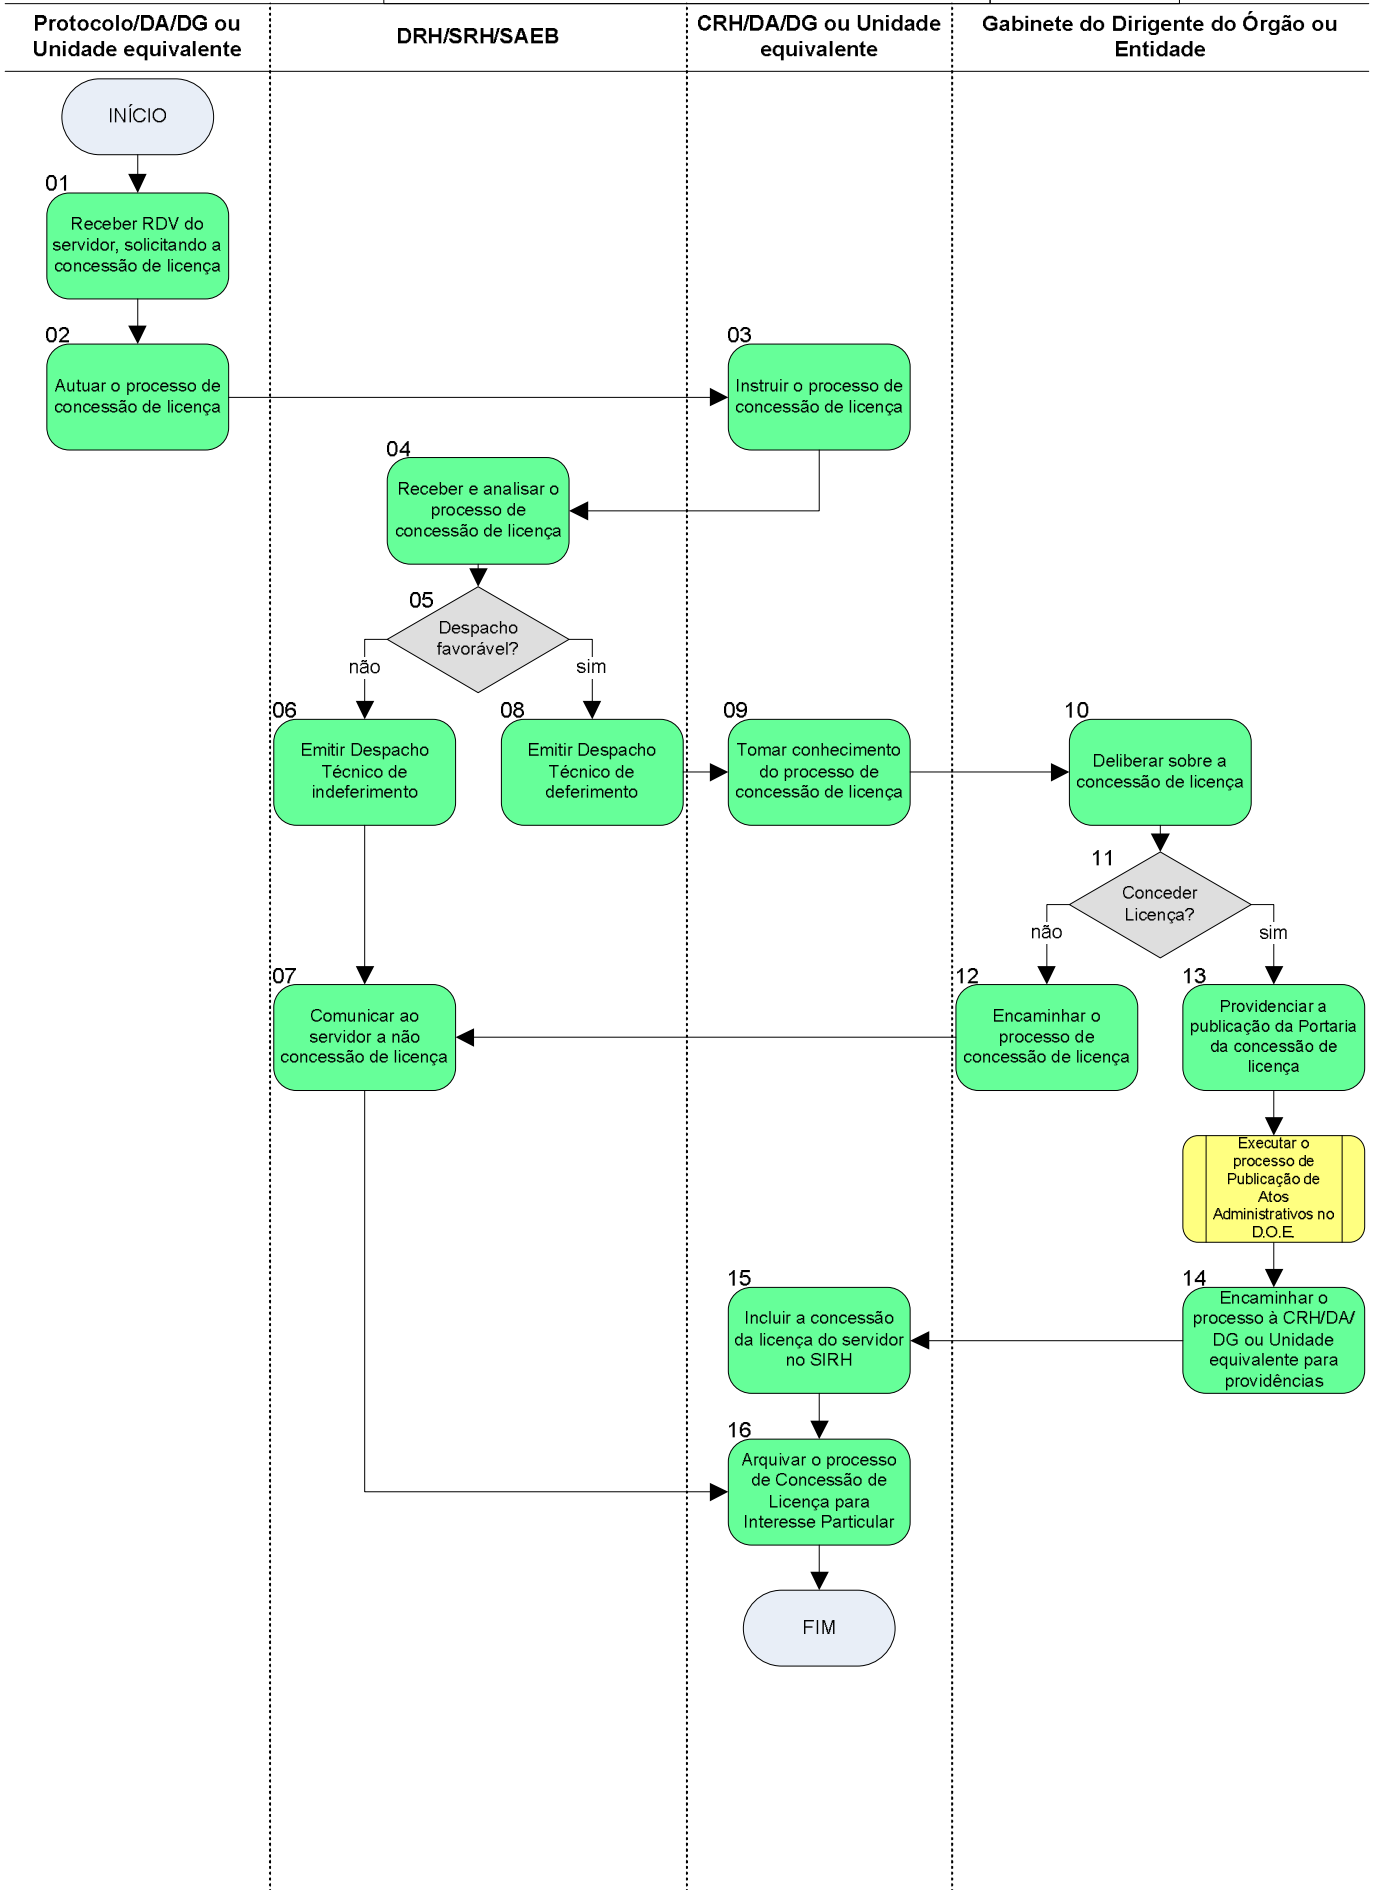 Protocolo/DA/DG ou
Unidade equivalente
DRH/SRH/SAEB
CRH/DA/DG ou Unidade
equivalente
Gabinete do Dirigente do Órgão ou
Entidade
INÍCIO
01
Receber RDV do
servidor, solicitando a
concessão de licença
02
Autuar o processo de
concessão de licença
03
Instruir o processo de
concessão de licença
04
Receber e analisar o
processo de
concessão de licença
05
Despacho
favorável?
não
sim
06
Emitir Despacho
Técnico de
indeferimento
08
Emitir Despacho
Técnico de
deferimento
09
Tomar conhecimento
do processo de
concessão de licença
10
Deliberar sobre a
concessão de licença
11
Conceder
Licença?
não
sim
07
Comunicar ao
servidor a não
concessão de licença
12
Encaminhar o
processo de
concessão de licença
13
Providenciar a
publicação da Portaria
da concessão de
licença
Executar o
processo de
Publicação de
Atos
Administrativos no
D.O.E.
14
Encaminhar o
processo à CRH/DA/
DG ou Unidade
equivalente para
providências
15
Incluir a concessão
da licença do servidor
no SIRH
16
Arquivar o processo
de Concessão de
Licença para
Interesse Particular
FIM